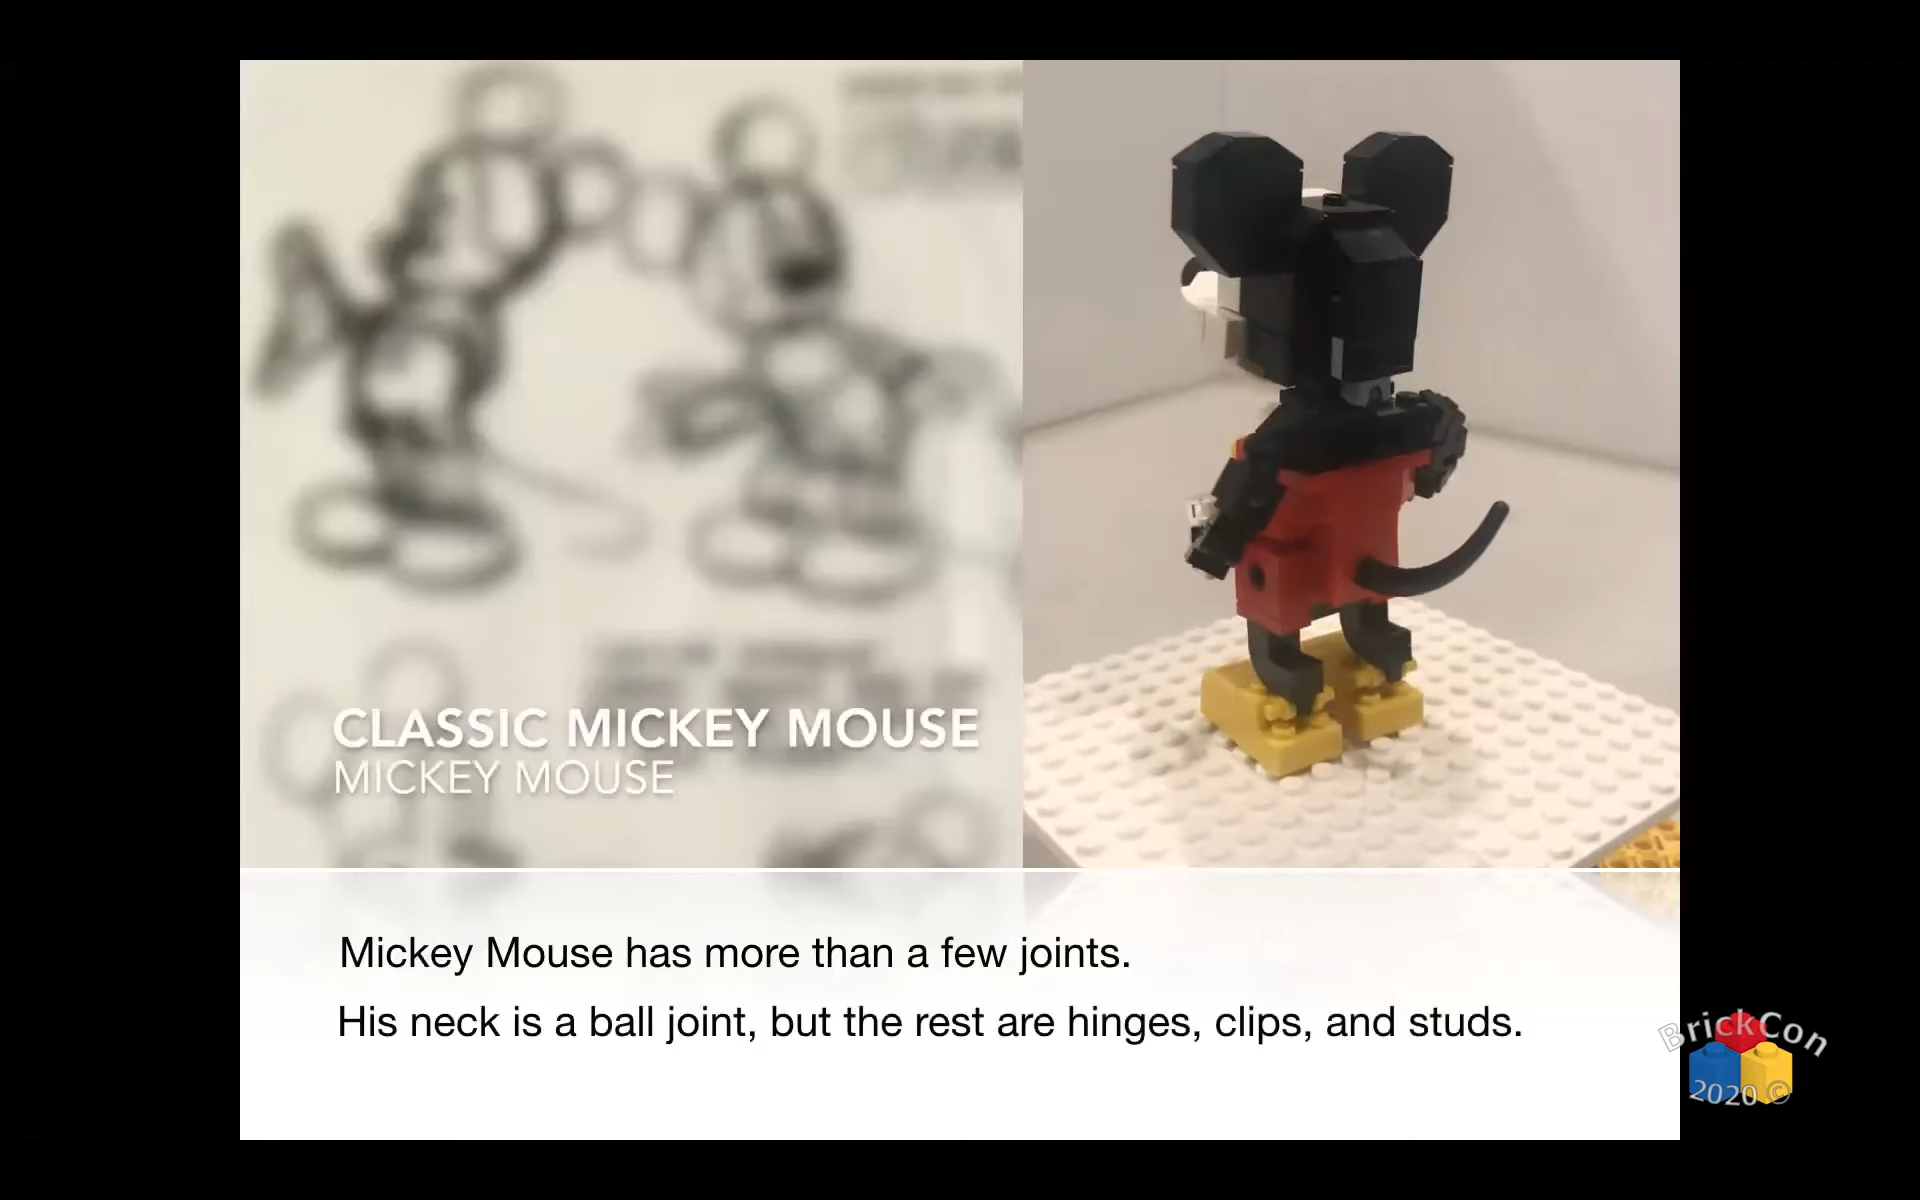 CLASSIC MICKEY MOUSE
MICKEY MOUSE
Mickey Mouse has more than a few joints.
His neck is a ball joint, but the rest are hinges, clips, and studs.
BrickCon
2020 ©